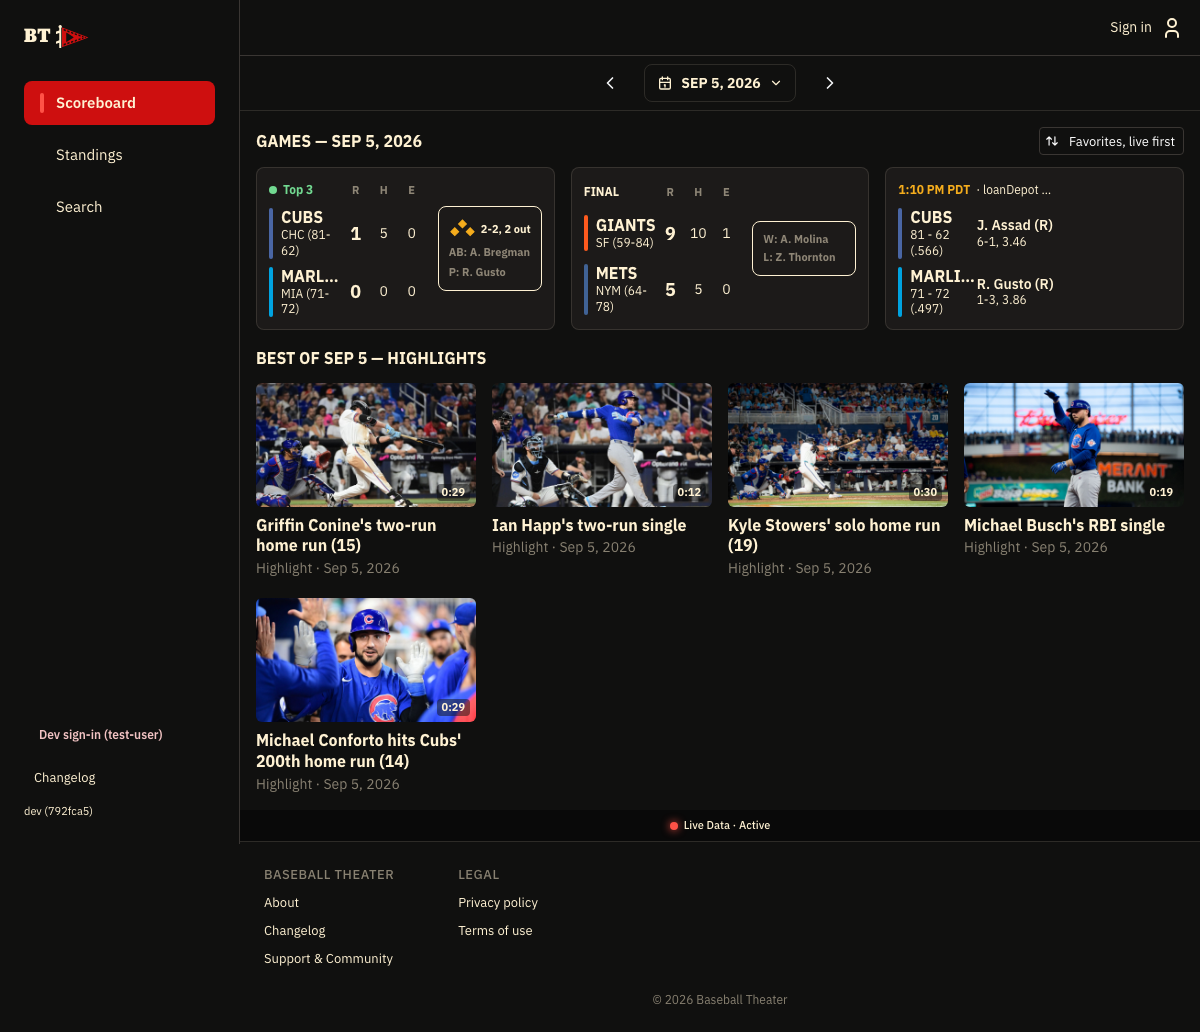 BT
Sign in
Scoreboard
Standings
Search
SEP 5, 2026
GAMES — SEP 5, 2026
Favorites, live first
Top 3 R H E
CUBS
CHC (81-
62)
1 5 0
MARL...
MIA (71-
72)
0 0 0
2-2, 2 out
AB: A. Bregman
P: R. Gusto
FINAL R H E
GIANTS
SF (59-84)
9 10 1
METS
NYM (64-
78)
5 5 0
W: A. Molina
L: Z. Thornton
1:10 PM PDT · loanDepot ...
CUBS
81 - 62
(.566)
J. Assad (R)
6-1, 3.46
MARLI...
71 - 72
(.497)
R. Gusto (R)
1-3, 3.86
BEST OF SEP 5 — HIGHLIGHTS
0:29
Griffin Conine's two-run
home run (15)
Highlight · Sep 5, 2026
0:12
Ian Happ's two-run single
Highlight · Sep 5, 2026
0:30
Kyle Stowers' solo home run
(19)
Highlight · Sep 5, 2026
MERANT
BANK
0:19
Michael Busch's RBI single
Highlight · Sep 5, 2026
0:29
Michael Conforto hits Cubs'
200th home run (14)
Highlight · Sep 5, 2026
Dev sign-in (test-user)
Changelog
dev (792fca5)
Live Data · Active
BASEBALL THEATER
About
Changelog
Support & Community
LEGAL
Privacy policy
Terms of use
© 2026 Baseball Theater